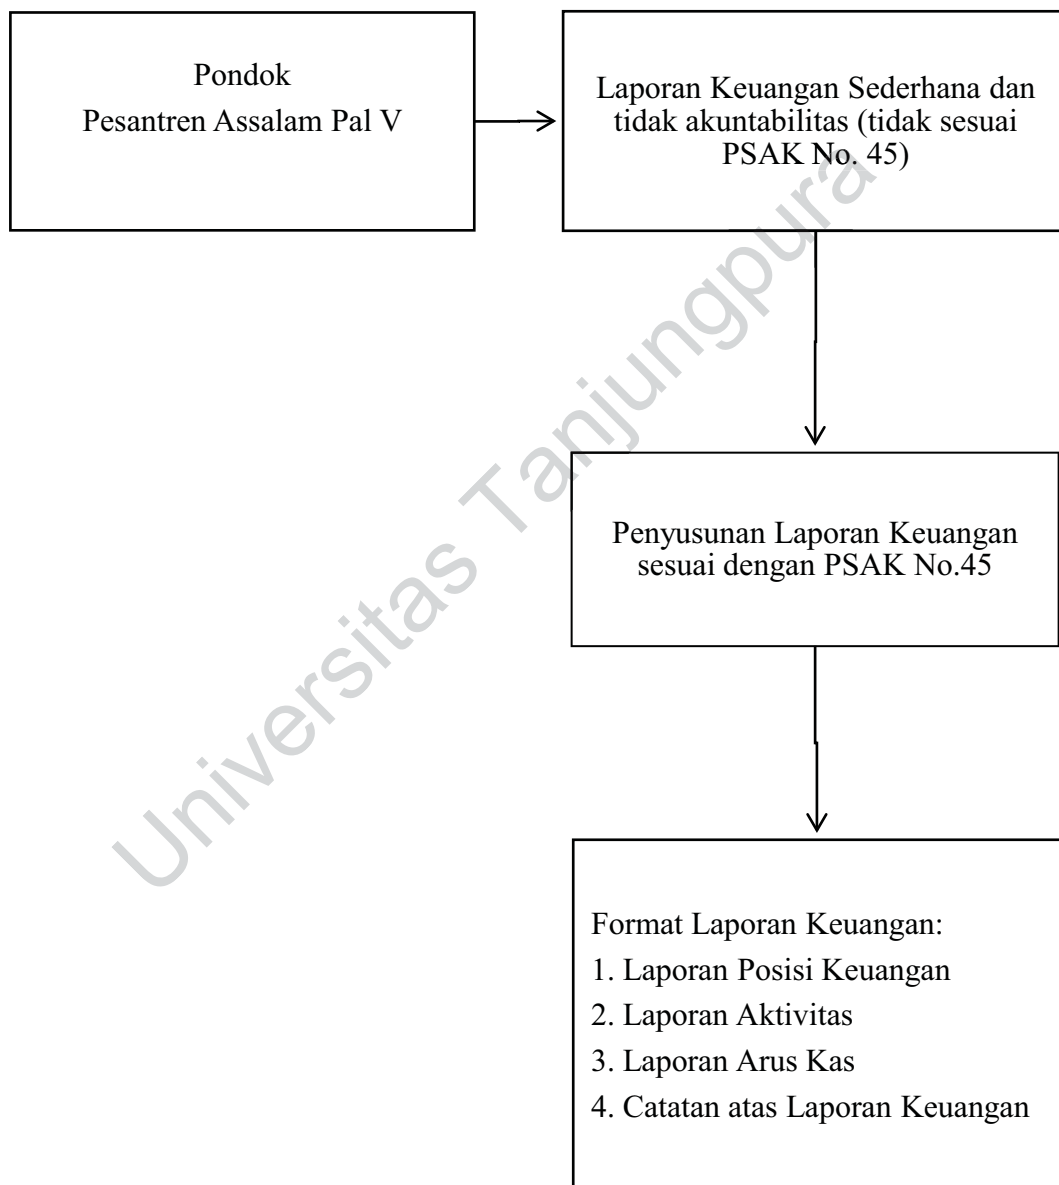 Pondok
Pesantren Assalam Pal V
Laporan Keuangan Sederhana dan
tidak akuntabilitas (tidak sesuai
PSAK No. 45)
Penyusunan Laporan Keuangan
sesuai dengan PSAK No.45
Format Laporan Keuangan:
1. Laporan Posisi Keuangan
2. Laporan Aktivitas
3. Laporan Arus Kas
4. Catatan atas Laporan Keuangan
Universitas Tanjungpura